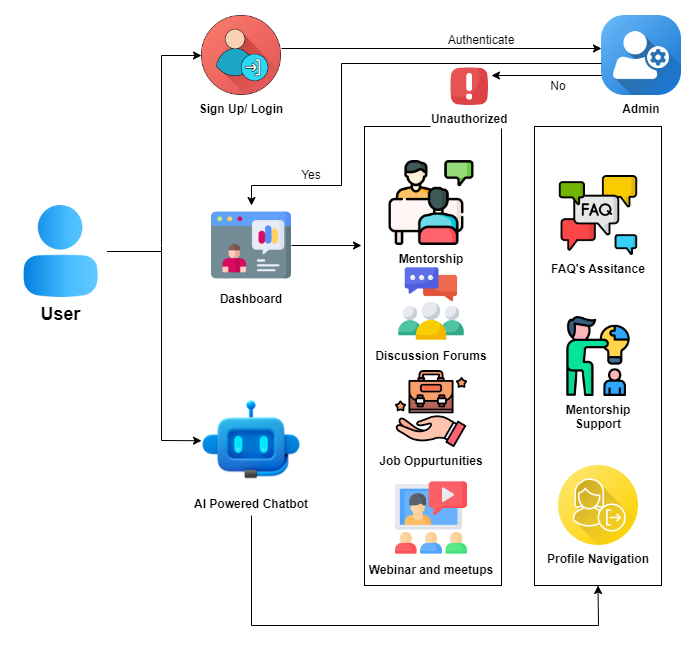 Authenticate
Sign Up/ Login
Admin
No
Unauthorized
Yes
User
Dashboard
Mentorship
Discussion Forums
Job Oppurtunities
Webinar and meetups
FAQ
FAQ's Assitance
Mentorship
Support
Profile Navigation
AI Powered Chatbot